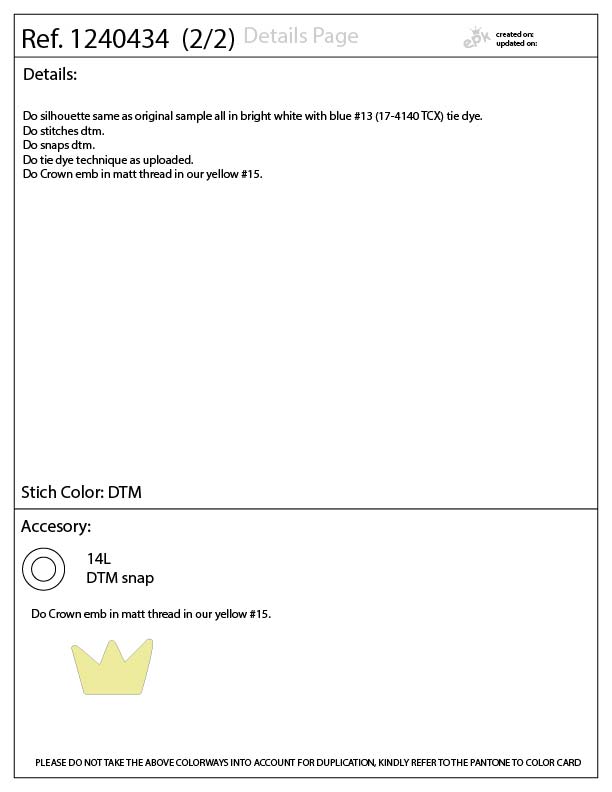 Ref. 1240434 (2/2) Details Page
epk
created on:
updated on:
Details:
Do silhouette same as original sample all in bright white with blue #13 (17-4140 TCX) tie dye.
Do stitches dtm.
Do snaps dtm.
Do tie dye technique as uploaded.
Do Crown emb in matt thread in our yellow #15.
Stich Color: DTM
Accesory:
14L
DTM snap
Do Crown emb in matt thread in our yellow #15.
PLEASE DO NOT TAKE THE ABOVE COLORWAYS INTO ACCOUNT FOR DUPLICATION, KINDLY REFER TO THE PANTONE TO COLOR CARD